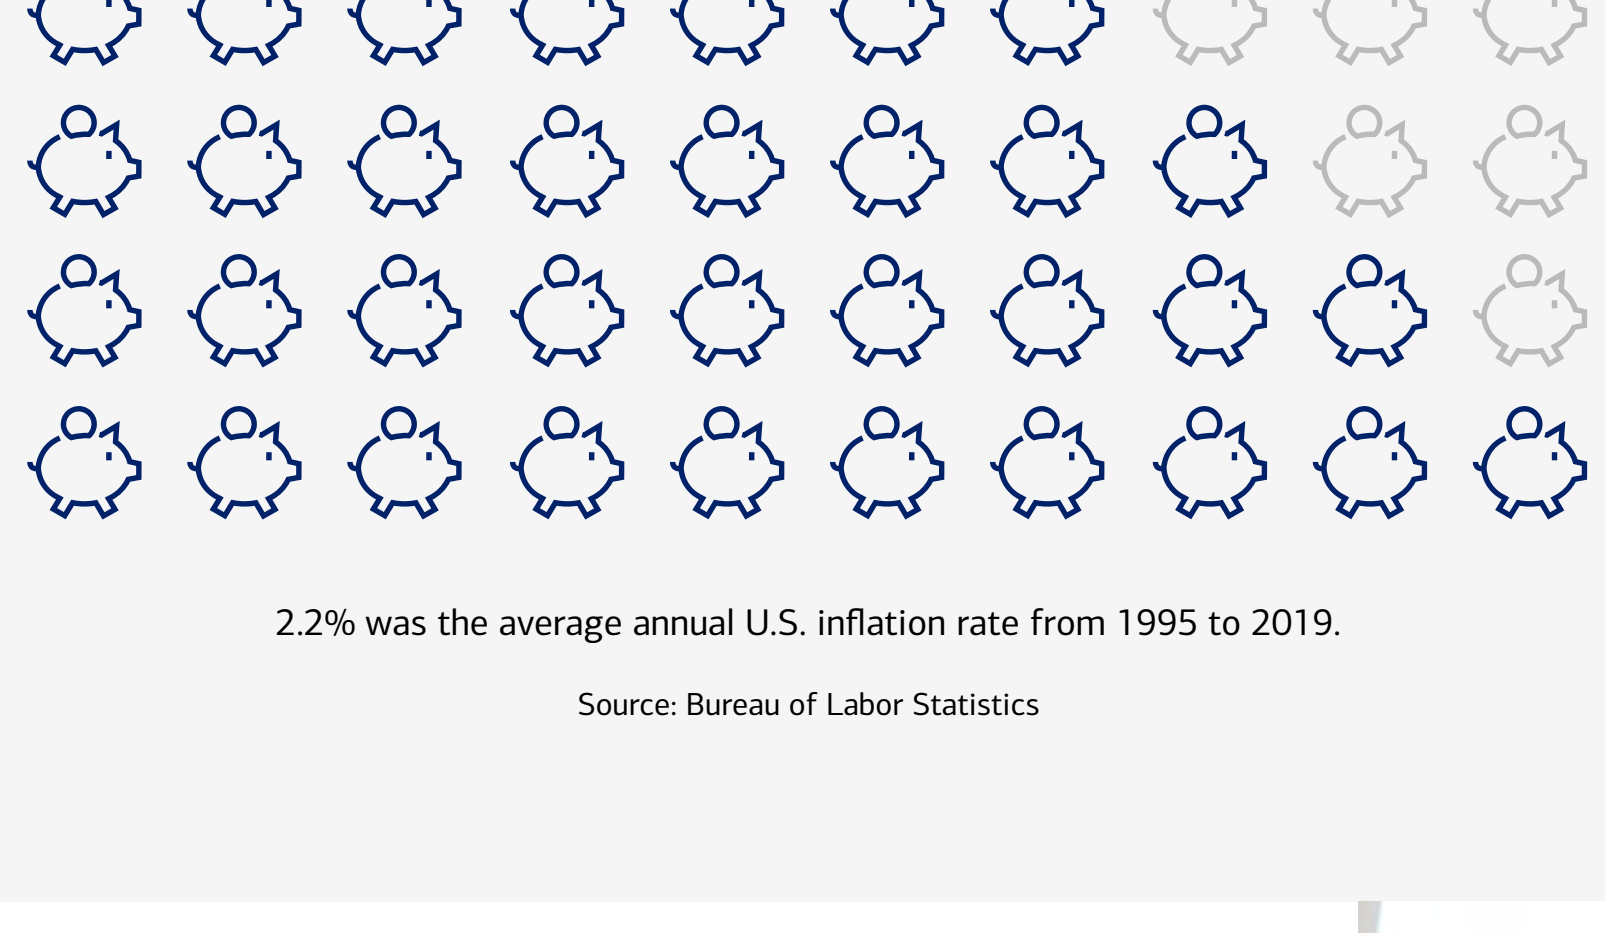 2.2% was the average annual U.S. inflation rate from 1995 to 2019.
Source: Bureau of Labor Statistics